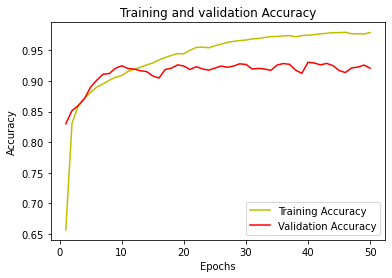 Training and validation Accuracy
Accuracy
0.95
0.90
0.85
0.80
0.75
0.70
0.65
0
10
20
30
40
50
Epochs
Training Accuracy
Validation Accuracy